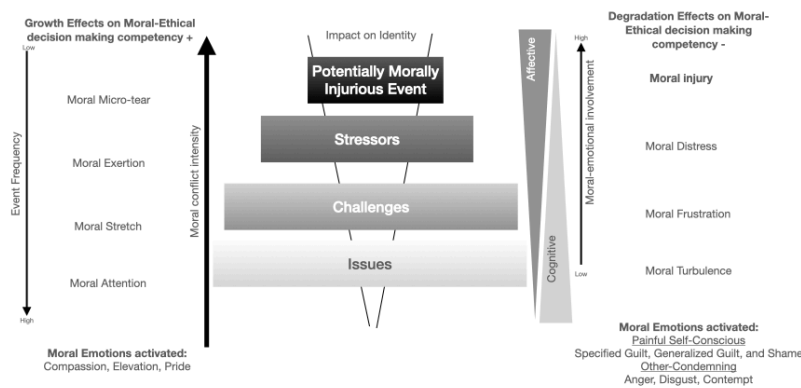 Growth Effects on Moral-Ethical
decision making competency +
Low
Event Frequency
High
Moral Micro-tear
Moral Exertion
Moral Stretch
Moral Attention
Moral Emotions activated:
Compassion, Elevation, Pride
Moral conflict intensity
Impact on Identity
Potentially Morally
Injurious Event
Stressors
Challenges
Issues
Affective
Cognitive
Degradation Effects on Moral-
Ethical decision making
competency -
High
Moral-emotional involvement
Low
Moral injury
Moral Distress
Moral Frustration
Moral Turbulence
Moral Emotions activated:
Painful Self-Conscious
Specified Guilt, Generalized Guilt, and Shame
Other-Condemning
Anger, Disgust, Contempt